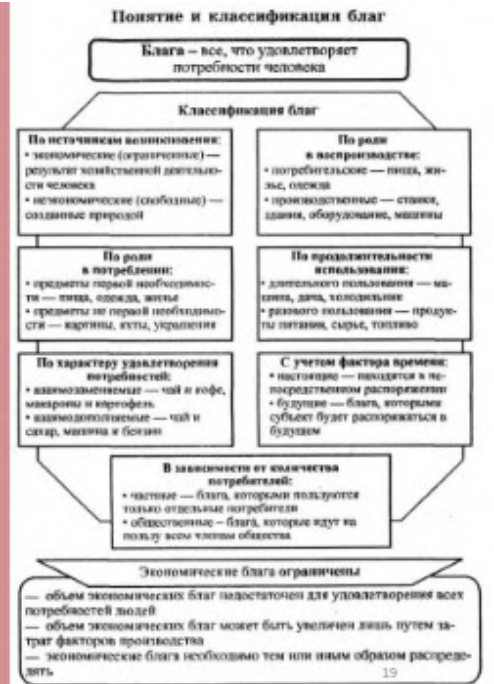 Понятие и классификация благ
Блага – все, что удовлетворяет
потребности человека
Классификация благ
По источникам возникновения:
• экономические (ограниченные) —
результат хозяйственной деятельно-
сти человека
• неэкономические (свободные) —
созданные природой
По роли
в воспроизводстве:
• потребительские — пища, жи-
лье, одежда
• производственные — станки,
здания, оборудование, машины
По роли
в потреблении:
• предметы первой необходимос-
ти — пища, одежда, жилье
• предметы не первой необходимо-
сти — картины, яхты, украшения
По продолжительности
использования:
• длительного пользования — ма-
шина, дача, холодильник
• разового пользования — продук-
ты питания, сырье, топливо
По характеру удовлетворения
потребностей:
• взаимозаменяемые — чай и кофе,
макароны и картофель
• взаимодополняемые — чай и
сахар, машина и бензин
С учетом фактора времени:
• настоящие — находятся в не-
посредственном распоряжении
• будущие — блага, которыми
субъект будет распоряжаться в
будущем
В зависимости от количества
потребителей:
• частные — блага, которыми пользуются
только отдельные потребители
• общественные – блага, которые идут на
пользу всем членам общества
Экономические блага ограничены
— объем экономических благ недостаточен для удовлетворения всех
потребностей людей
— объем экономических благ может быть увеличен лишь путем за-
трат факторов производства
— экономические блага необходимо тем или иным образом распреде-
лять
19